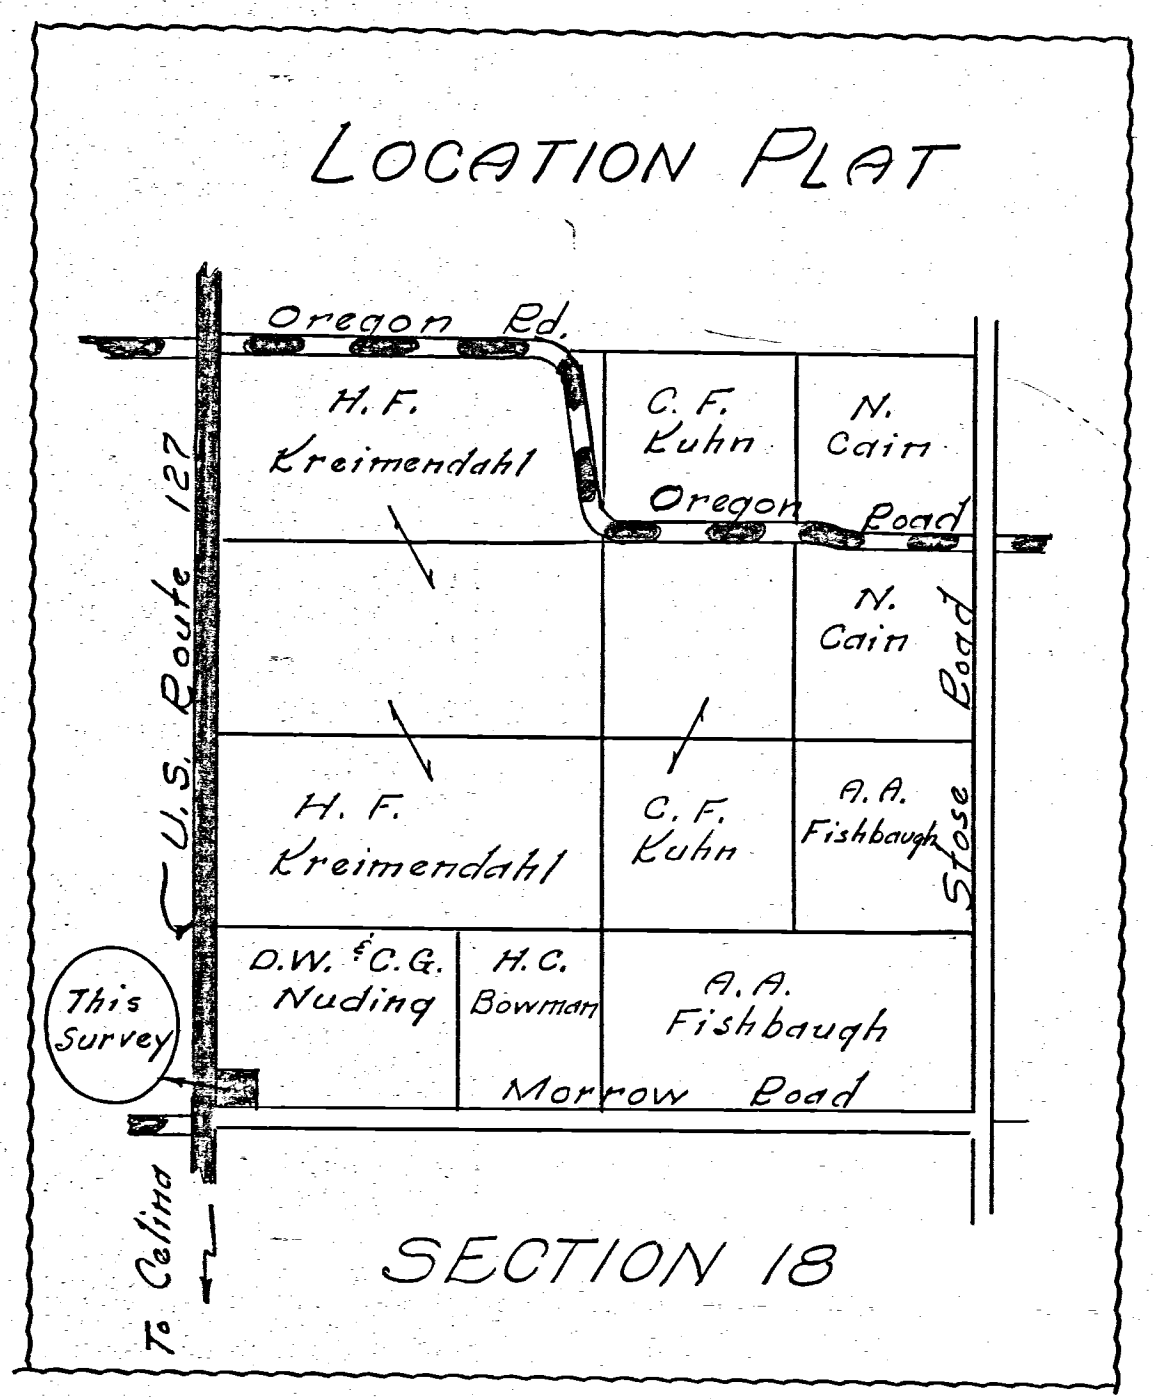 LOCATION PLAT
Oregon Rd.
H. F.
Kreimendahl
C. F.
Kuhn
N.
Cain
Oregon Road
U.S. Route 127
N.
Cain
Stose Road
H. F.
Kreimendahl
C. F.
Kuhn
A. A.
Fishbaugh
D.W. & C.G.
Nuding
H. C.
Bowman
A. A.
Fishbaugh
This
Survey
Morrow Road
To Celina
SECTION 18